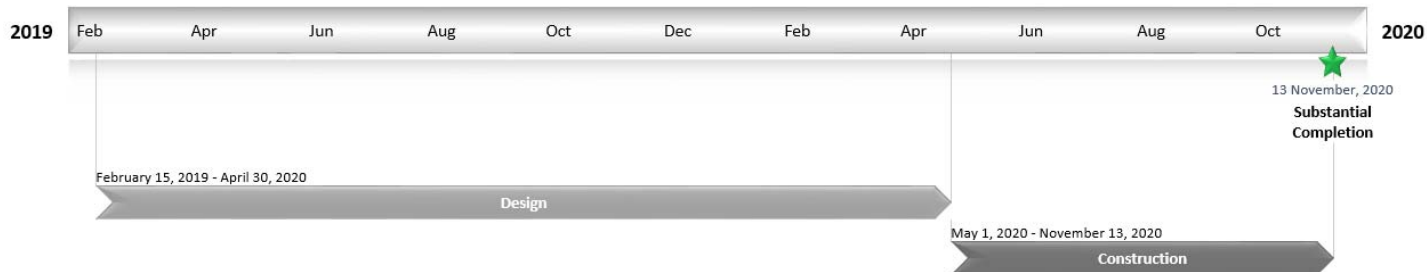 2019 Feb Apr Jun Aug Oct Dec Feb Apr Jun Aug Oct 2020
13 November, 2020
Substantial
Completion
February 15, 2019 - April 30, 2020
Design
May 1, 2020 - November 13, 2020
Construction